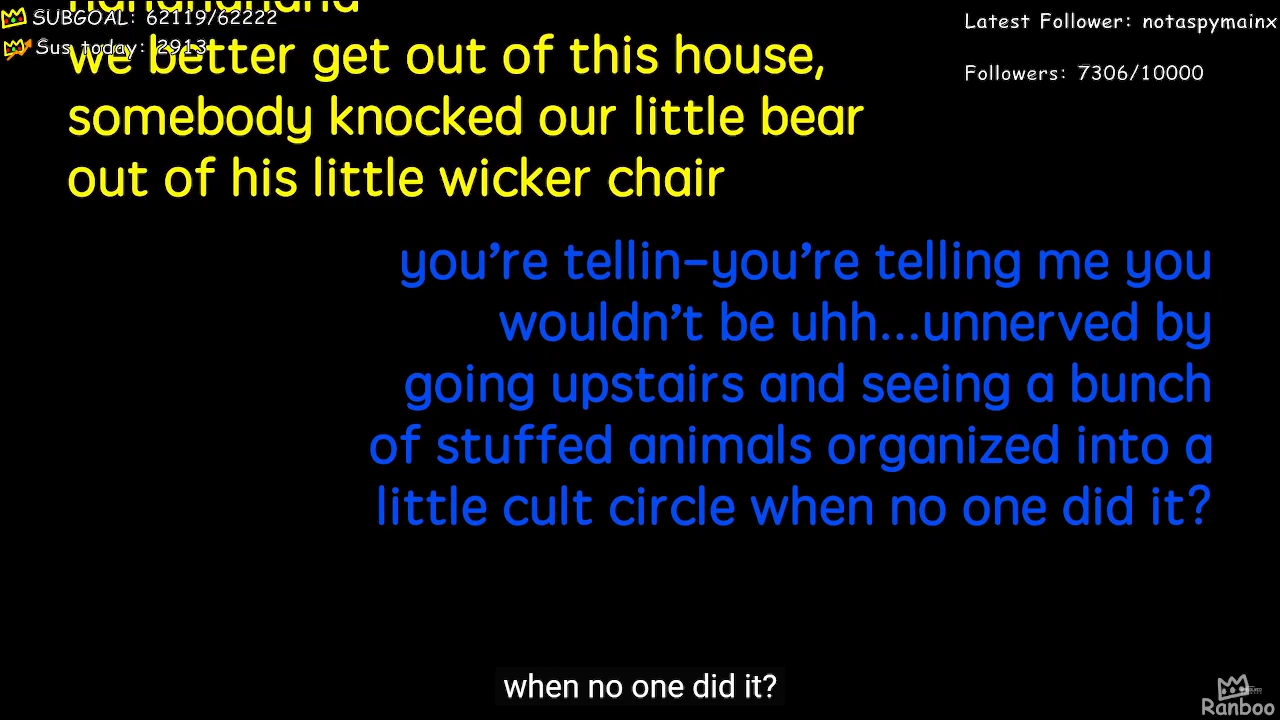 hahahahaha
SUBGOAL: 62119/62222
Latest Follower: notaspymainx
Sus today: 2913
we better get out of this house,
Followers: 7306/10000
somebody knocked our little bear
out of his little wicker chair
you’re tellin–you’re telling me you
wouldn’t be uhh...unnerved by
going upstairs and seeing a bunch
of stuffed animals organized into a
little cult circle when no one did it?
when no one did it?
Ranboo